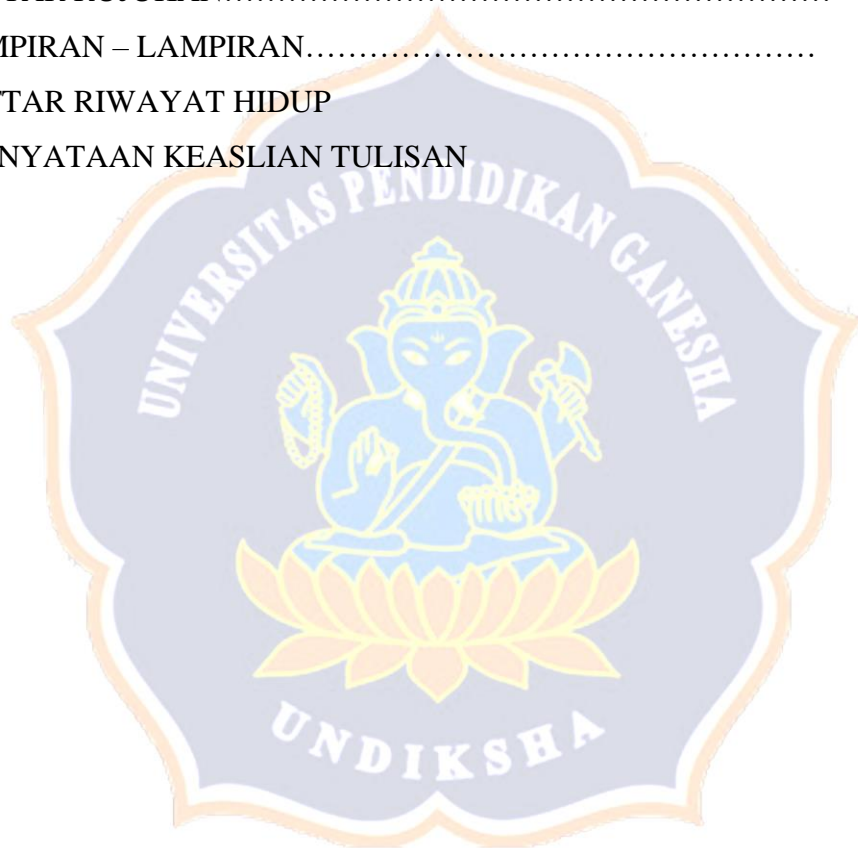 MPIRAN – LAMPIRAN………………………………………
TAR RIWAYAT HIDUP
NYATAAN KEASLIAN TULISAN
UNIVERSITAS PENDIDIKAN GANESHA
UNDIKSHA